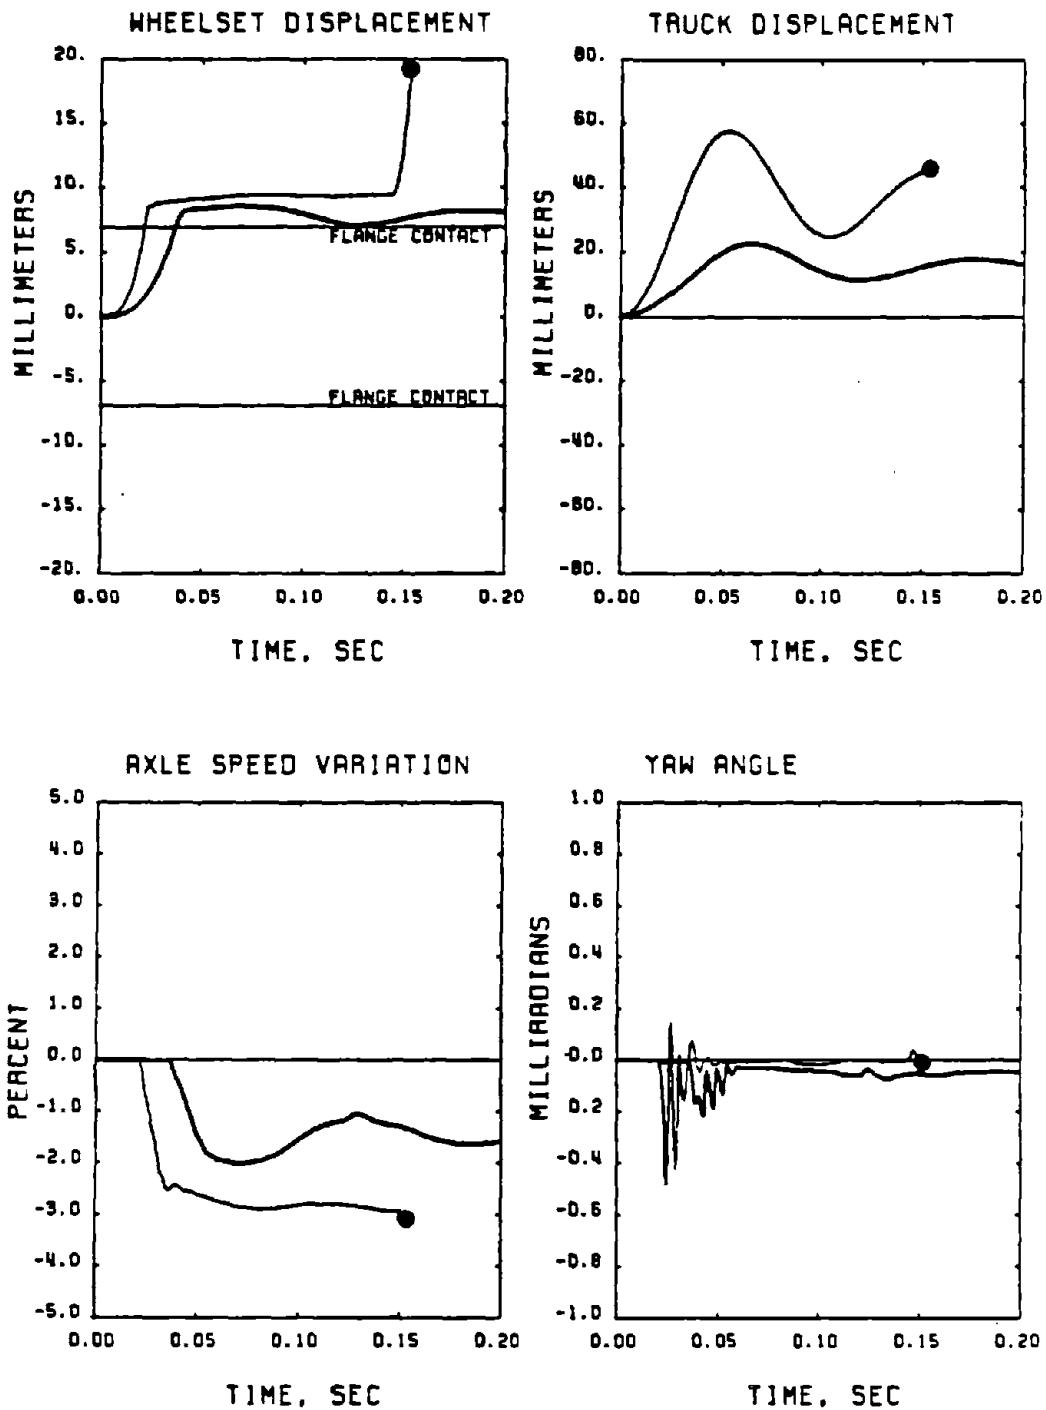 WHEELSET DISPLACEMENT
20.
15.
10.
5.
0.
-5.
-10.
-15.
-20.
MILLIMETERS
FLANGE CONTACT
FLANGE CONTACT
0.00 0.05 0.10 0.15 0.20
TIME, SEC
TRUCK DISPLACEMENT
80.
60.
40.
20.
0.
-20.
-40.
-60.
-80.
MILLIMETERS
0.00 0.05 0.10 0.15 0.20
TIME, SEC
AXLE SPEED VARIATION
5.0
4.0
3.0
2.0
1.0
0.0
-1.0
-2.0
-3.0
-4.0
-5.0
PERCENT
0.00 0.05 0.10 0.15 0.20
TIME, SEC
YAW ANGLE
1.0
0.8
0.6
0.4
0.2
-0.0
0.2
-0.4
-0.6
-0.8
-1.0
MILLIRADIANS
0.00 0.05 0.10 0.15 0.20
TIME, SEC